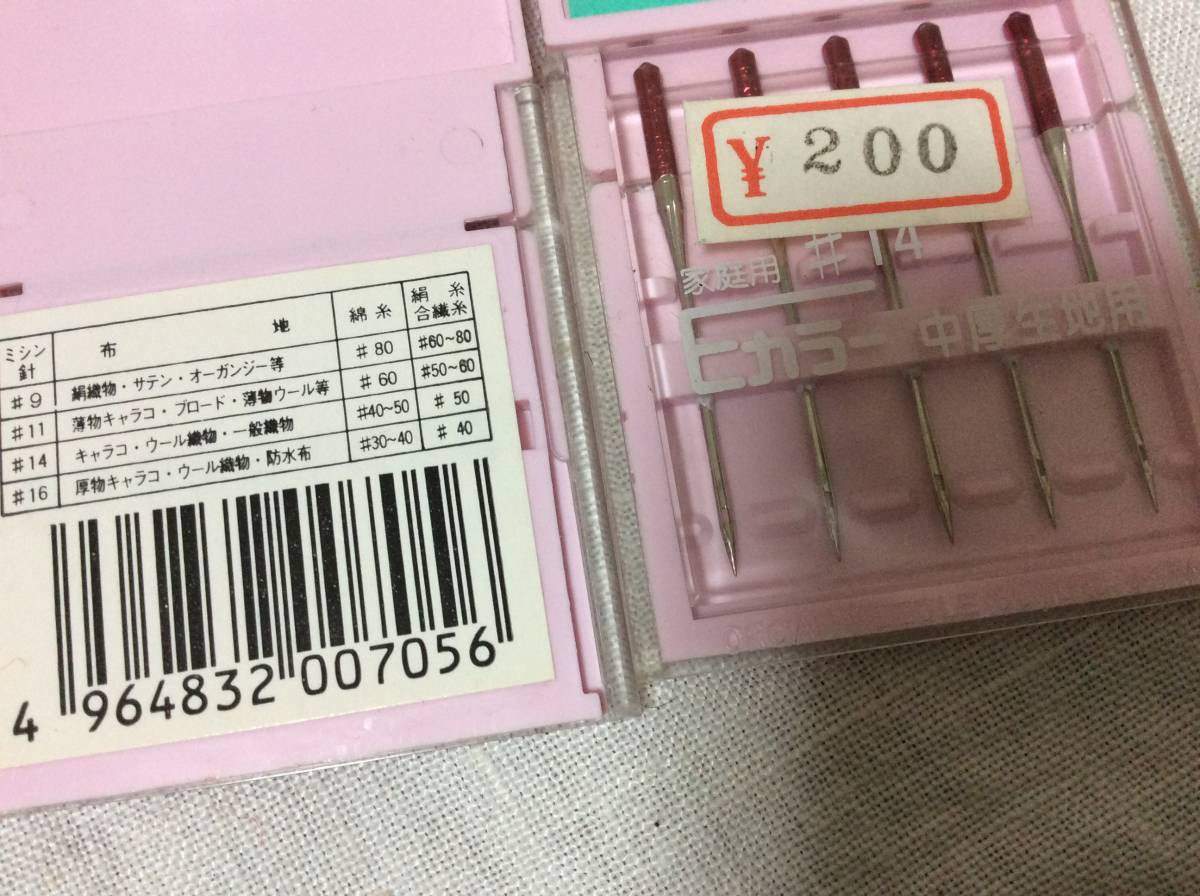 ミシン針 布 地 綿 糸 絹 糸 合繊糸
#9 絹織物・サテン・オーガンジー等 #80 #60~80
#11 薄物キャラコ・ブロード・薄物ウール等 #60 #50~60
#14 キャラコ・ウール織物・一般織物 #40~50 #50
#16 厚物キャラコ・ウール織物・防水布 #30~40 #40
4 964832 007056
¥ 200
家庭用 #14
ヒカラー 中厚生地用